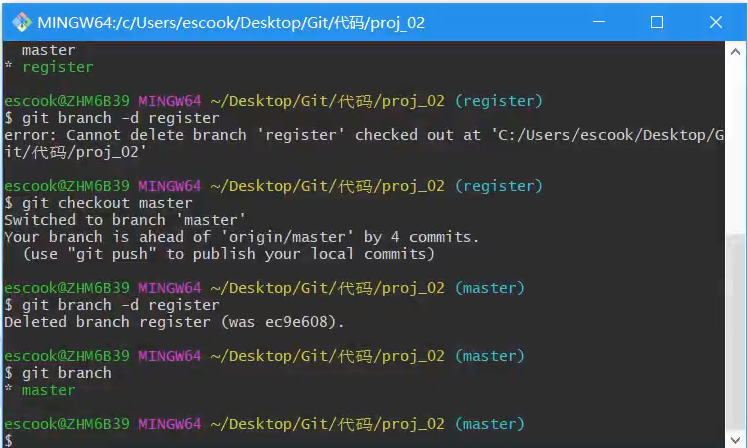 MINGW64:/c/Users/escook/Desktop/Git/代码/proj_02
  master
* register
escook@ZHM6B39 MINGW64 ~/Desktop/Git/代码/proj_02 (register)
$ git branch -d register
error: Cannot delete branch 'register' checked out at 'C:/Users/escook/Desktop/G
it/代码/proj_02'
escook@ZHM6B39 MINGW64 ~/Desktop/Git/代码/proj_02 (register)
$ git checkout master
Switched to branch 'master'
Your branch is ahead of 'origin/master' by 4 commits.
  (use "git push" to publish your local commits)
escook@ZHM6B39 MINGW64 ~/Desktop/Git/代码/proj_02 (master)
$ git branch -d register
Deleted branch register (was ec9e608).
escook@ZHM6B39 MINGW64 ~/Desktop/Git/代码/proj_02 (master)
$ git branch
* master
escook@ZHM6B39 MINGW64 ~/Desktop/Git/代码/proj_02 (master)
$